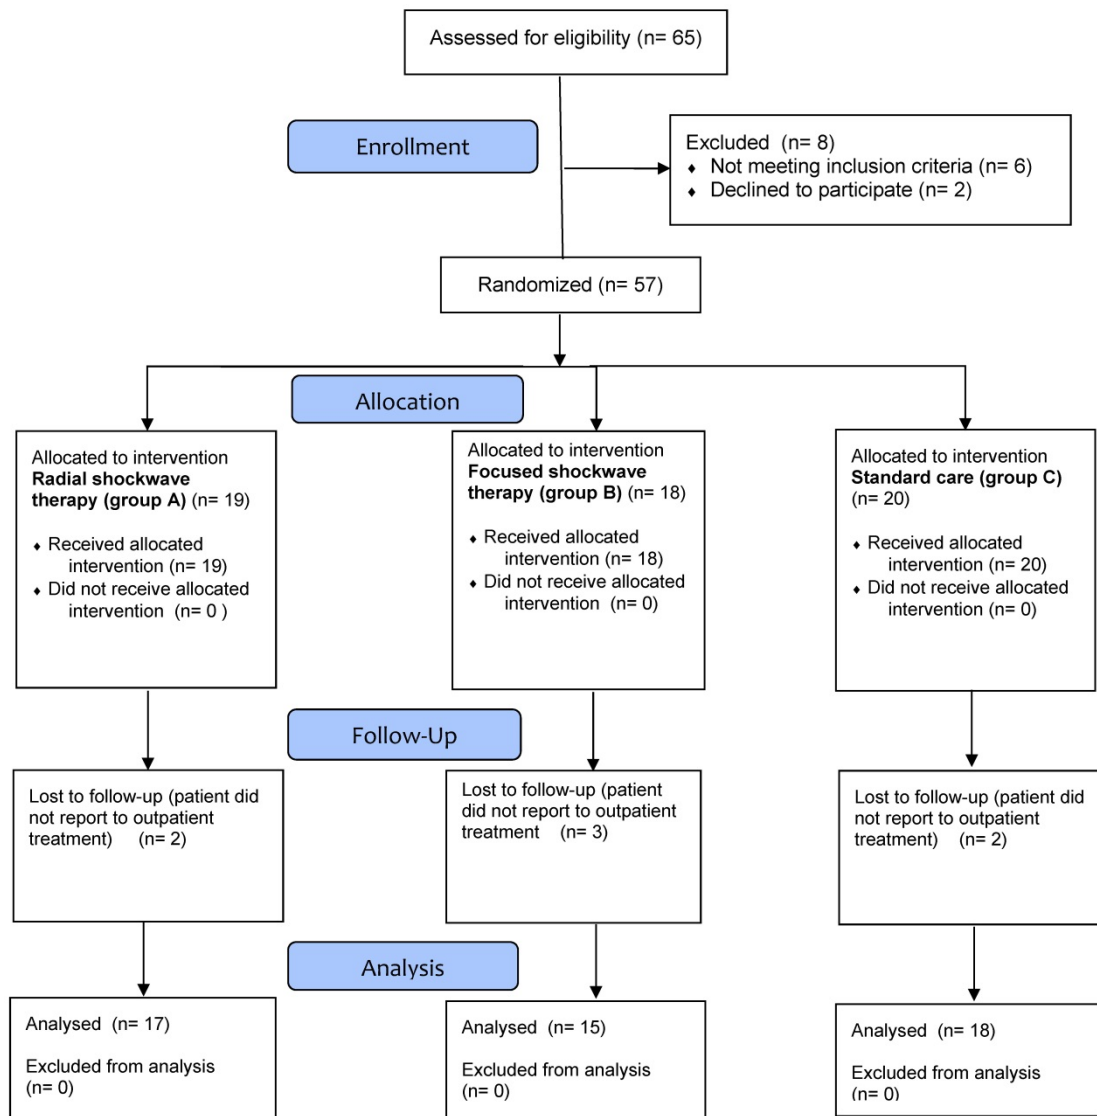 Assessed for eligibility (n= 65)
Enrollment
Excluded  (n= 8)
♦ Not meeting inclusion criteria (n= 6)
♦ Declined to participate (n= 2)
Randomized (n= 57)
Allocation
Allocated to intervention
Radial shockwave
therapy (group A) (n= 19)
♦ Received allocated
intervention (n= 19)
♦ Did not receive allocated
intervention  (n= 0 )
Allocated to intervention
Focused shockwave
therapy (group B) (n= 18)
♦ Received allocated
intervention (n= 18)
♦ Did not receive allocated
intervention  (n= 0)
Allocated to intervention
Standard care (group C)
(n= 20)
♦ Received allocated
intervention (n= 20)
♦ Did not receive allocated
intervention (n= 0)
Follow-Up
Lost to follow-up (patient did
not report to outpatient
treatment)    (n= 2)
Lost to follow-up (patient
did not report to outpatient
treatment    (n= 3)
Lost to follow-up (patient did
not report to outpatient
treatment)   (n= 2)
Analysis
Analysed  (n= 17)
Excluded from analysis
(n= 0)
Analysed  (n= 15)
Excluded from analysis
(n= 0)
Analysed  (n= 18)
Excluded from analysis
(n= 0)